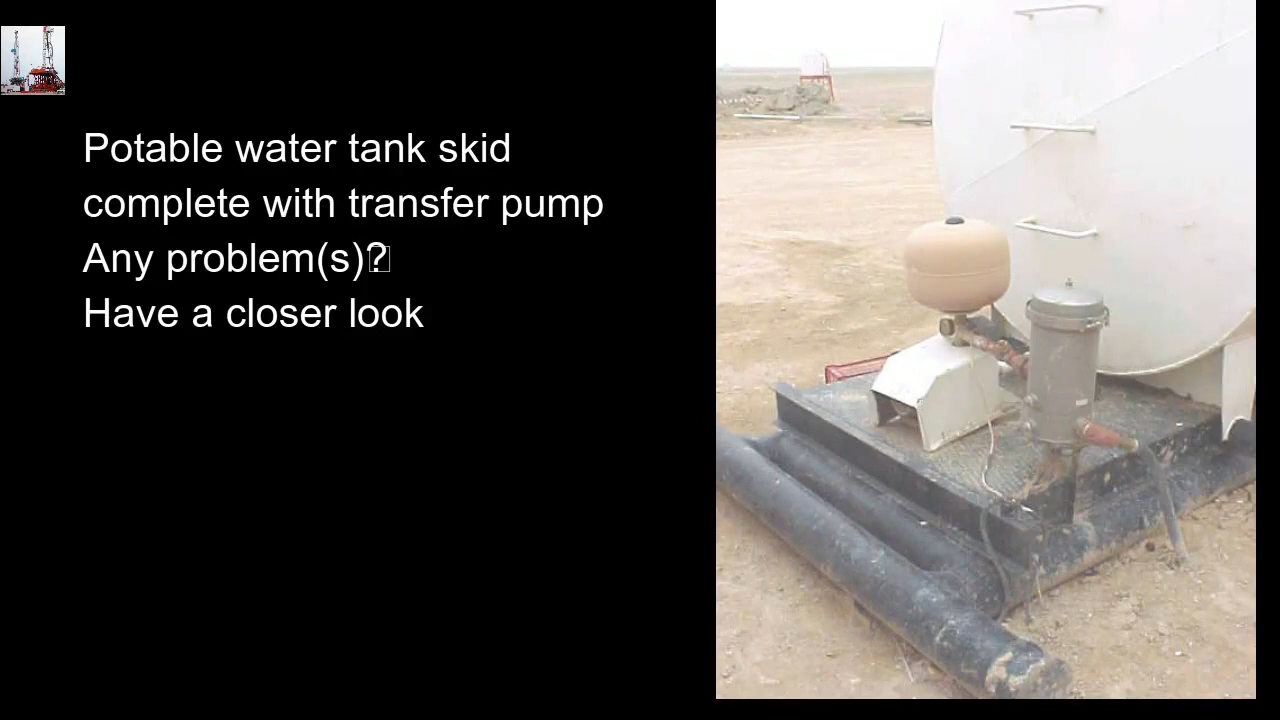 Potable water tank skid
complete with transfer pump
Any problem(s)?
Have a closer look